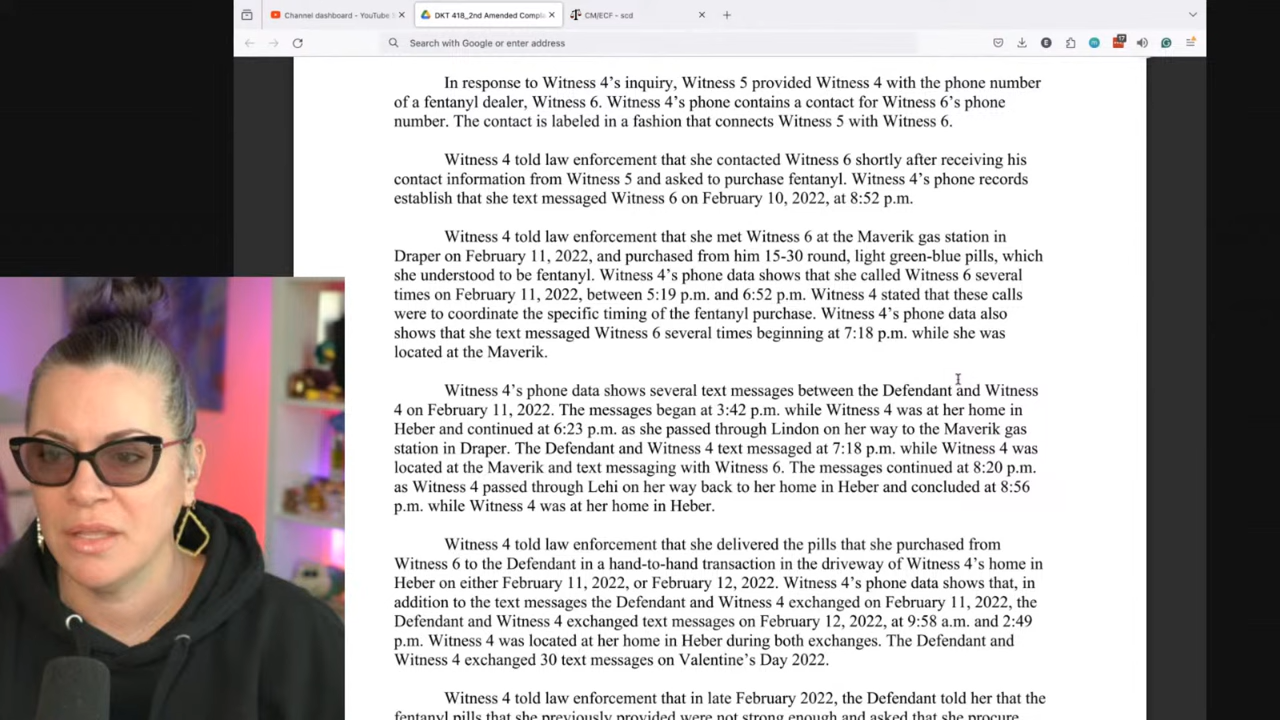 Channel dashboard - YouTube
DKT 418_2nd Amended Compl
CM/ECF - scd
Search with Google or enter address
In response to Witness 4’s inquiry, Witness 5 provided Witness 4 with the phone number
of a fentanyl dealer, Witness 6. Witness 4’s phone contains a contact for Witness 6’s phone
number. The contact is labeled in a fashion that connects Witness 5 with Witness 6.
Witness 4 told law enforcement that she contacted Witness 6 shortly after receiving his
contact information from Witness 5 and asked to purchase fentanyl. Witness 4’s phone records
establish that she text messaged Witness 6 on February 10, 2022, at 8:52 p.m.
Witness 4 told law enforcement that she met Witness 6 at the Maverik gas station in
Draper on February 11, 2022, and purchased from him 15-30 round, light green-blue pills, which
she understood to be fentanyl. Witness 4’s phone data shows that she called Witness 6 several
times on February 11, 2022, between 5:19 p.m. and 6:52 p.m. Witness 4 stated that these calls
were to coordinate the specific timing of the fentanyl purchase. Witness 4’s phone data also
shows that she text messaged Witness 6 several times beginning at 7:18 p.m. while she was
located at the Maverik.
Witness 4’s phone data shows several text messages between the Defendant and Witness
4 on February 11, 2022. The messages began at 3:42 p.m. while Witness 4 was at her home in
Heber and continued at 6:23 p.m. as she passed through Lindon on her way to the Maverik gas
station in Draper. The Defendant and Witness 4 text messaged at 7:18 p.m. while Witness 4 was
located at the Maverik and text messaging with Witness 6. The messages continued at 8:20 p.m.
as Witness 4 passed through Lehi on her way back to her home in Heber and concluded at 8:56
p.m. while Witness 4 was at her home in Heber.
Witness 4 told law enforcement that she delivered the pills that she purchased from
Witness 6 to the Defendant in a hand-to-hand transaction in the driveway of Witness 4’s home in
Heber on either February 11, 2022, or February 12, 2022. Witness 4’s phone data shows that, in
addition to the text messages the Defendant and Witness 4 exchanged on February 11, 2022, the
Defendant and Witness 4 exchanged text messages on February 12, 2022, at 9:58 a.m. and 2:49
p.m. Witness 4 was located at her home in Heber during both exchanges. The Defendant and
Witness 4 exchanged 30 text messages on Valentine’s Day 2022.
Witness 4 told law enforcement that in late February 2022, the Defendant told her that the
fentanyl pills that she previously provided were not strong enough and asked that she procure